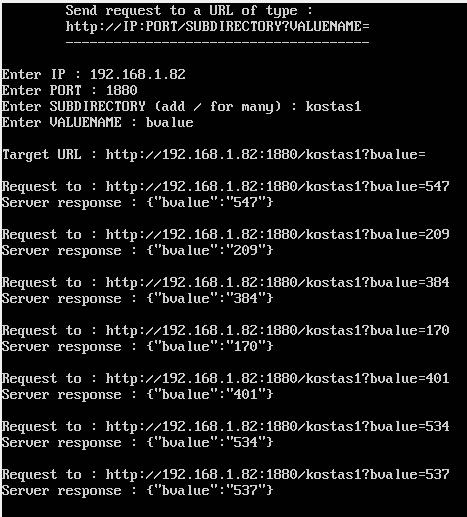 Send request to a URL of type :
http://IP:PORT/SUBDIRECTORY?VALUENAME=
--------------------------------------
Enter IP : 192.168.1.82
Enter PORT : 1880
Enter SUBDIRECTORY (add / for many) : kostas1
Enter VALUENAME : bvalue
Target URL : http://192.168.1.82:1880/kostas1?bvalue=
Request to : http://192.168.1.82:1880/kostas1?bvalue=547
Server response : {"bvalue":"547"}
Request to : http://192.168.1.82:1880/kostas1?bvalue=209
Server response : {"bvalue":"209"}
Request to : http://192.168.1.82:1880/kostas1?bvalue=384
Server response : {"bvalue":"384"}
Request to : http://192.168.1.82:1880/kostas1?bvalue=170
Server response : {"bvalue":"170"}
Request to : http://192.168.1.82:1880/kostas1?bvalue=401
Server response : {"bvalue":"401"}
Request to : http://192.168.1.82:1880/kostas1?bvalue=534
Server response : {"bvalue":"534"}
Request to : http://192.168.1.82:1880/kostas1?bvalue=537
Server response : {"bvalue":"537"}